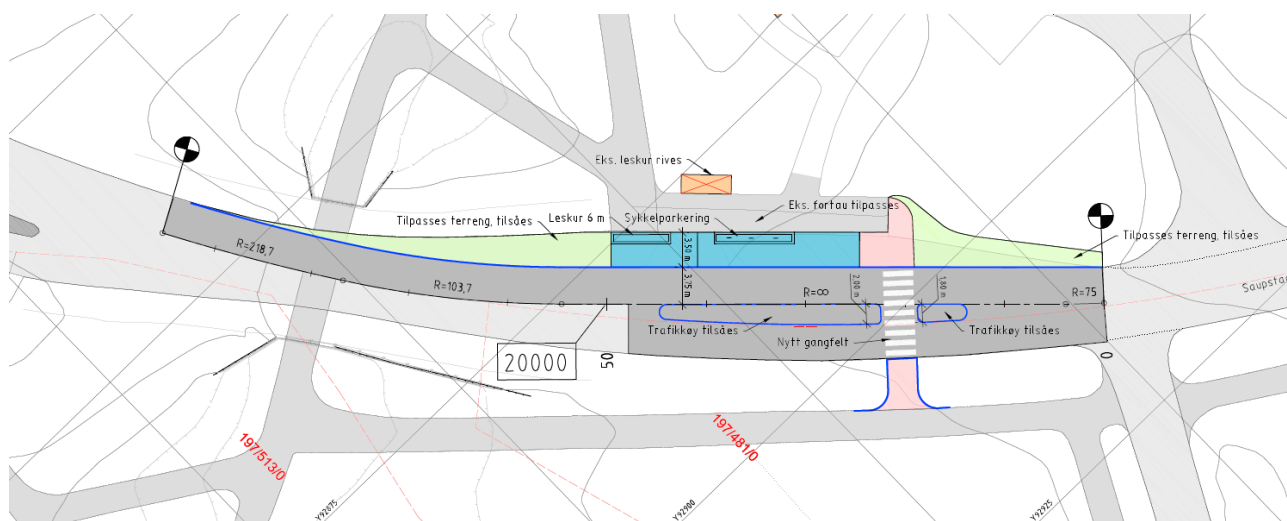 Eks. leskur rives
Eks. fortau tilpasses
Leskur 6 m
Sykkelparkering
Tilpasses terreng, tilsåes
Tilpasses terreng, tilsåes
R=218,7
3.50 m
3.75 m
R=103,7
R=∞
2,00 m
1,80 m
R=75
Saupsta
Trafikkøy tilsåes
Trafikkøy tilsåes
Nytt gangfelt
20000
50
0
197/513/0
197/481/0
Y92875
Y92900
Y92925